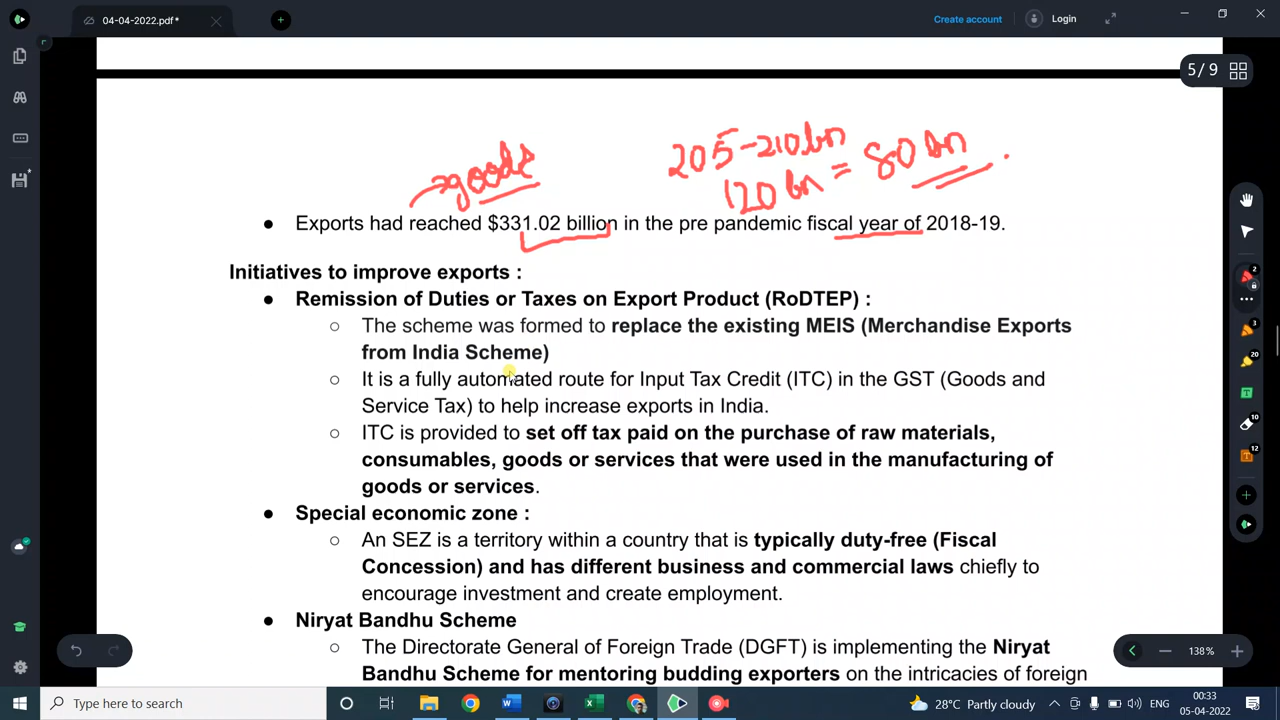 04-04-2022.pdf*
Create account
Login
5/9
goods
205-210bn
120bn = 80bn
● Exports had reached $331.02 billion in the pre pandemic fiscal year of 2018-19.
Initiatives to improve exports :
● Remission of Duties or Taxes on Export Product (RoDTEP) :
○ The scheme was formed to replace the existing MEIS (Merchandise Exports
from India Scheme)
○ It is a fully automated route for Input Tax Credit (ITC) in the GST (Goods and
Service Tax) to help increase exports in India.
○ ITC is provided to set off tax paid on the purchase of raw materials,
consumables, goods or services that were used in the manufacturing of
goods or services.
● Special economic zone :
○ An SEZ is a territory within a country that is typically duty-free (Fiscal
Concession) and has different business and commercial laws chiefly to
encourage investment and create employment.
● Niryat Bandhu Scheme
○ The Directorate General of Foreign Trade (DGFT) is implementing the Niryat
Bandhu Scheme for mentoring budding exporters on the intricacies of foreign
138%
Type here to search
28°C Partly cloudy
00:33
05-04-2022